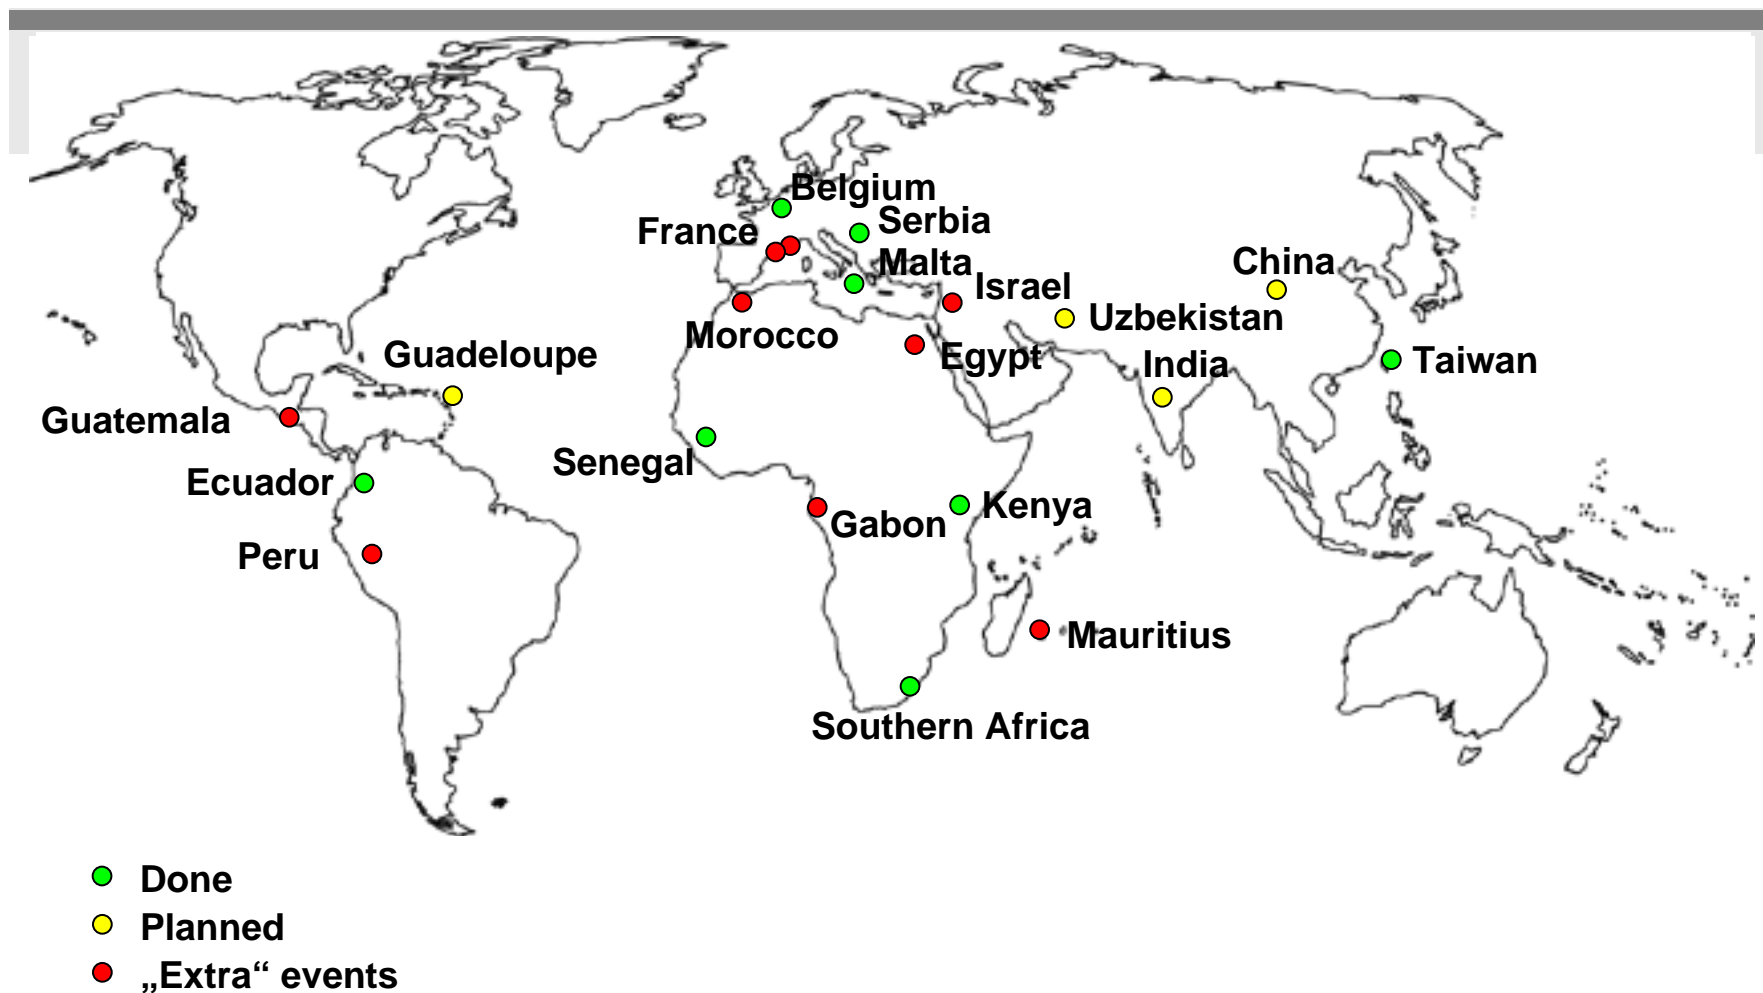 Belgium
Serbia
France
Malta
China
Israel
Uzbekistan
Morocco
Guadeloupe
Egypt
India
Taiwan
Guatemala
Senegal
Ecuador
Kenya
Gabon
Peru
Mauritius
Southern Africa
Done
Planned
„Extra“ events